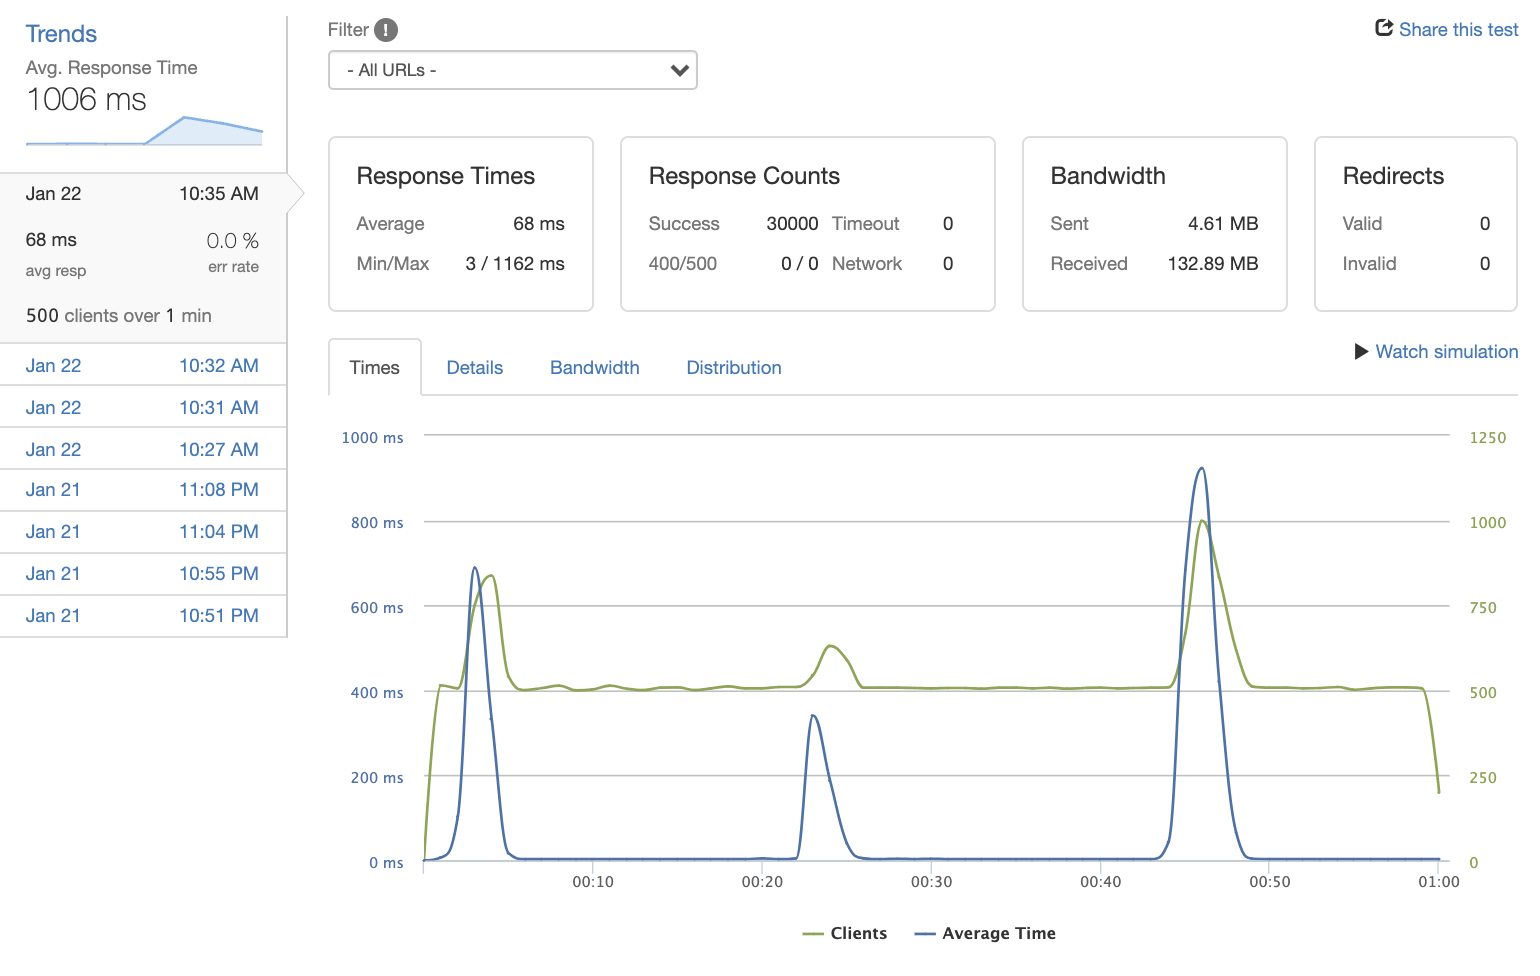 Trends
Avg. Response Time
1006 ms
Jan 22 10:35 AM
68 ms 0.0 %
avg resp err rate
500 clients over 1 min
Jan 22 10:32 AM
Jan 22 10:31 AM
Jan 22 10:27 AM
Jan 21 11:08 PM
Jan 21 11:04 PM
Jan 21 10:55 PM
Jan 21 10:51 PM
Filter !
Share this test
- All URLs -
Response Times
Average 68 ms
Min/Max 3 / 1162 ms
Response Counts
Success 30000 Timeout 0
400/500 0 / 0 Network 0
Bandwidth
Sent 4.61 MB
Received 132.89 MB
Redirects
Valid 0
Invalid 0
Times Details Bandwidth Distribution
Watch simulation
1000 ms 1250
800 ms 1000
600 ms 750
400 ms 500
200 ms 250
0 ms 0
00:10 00:20 00:30 00:40 00:50 01:00
Clients Average Time